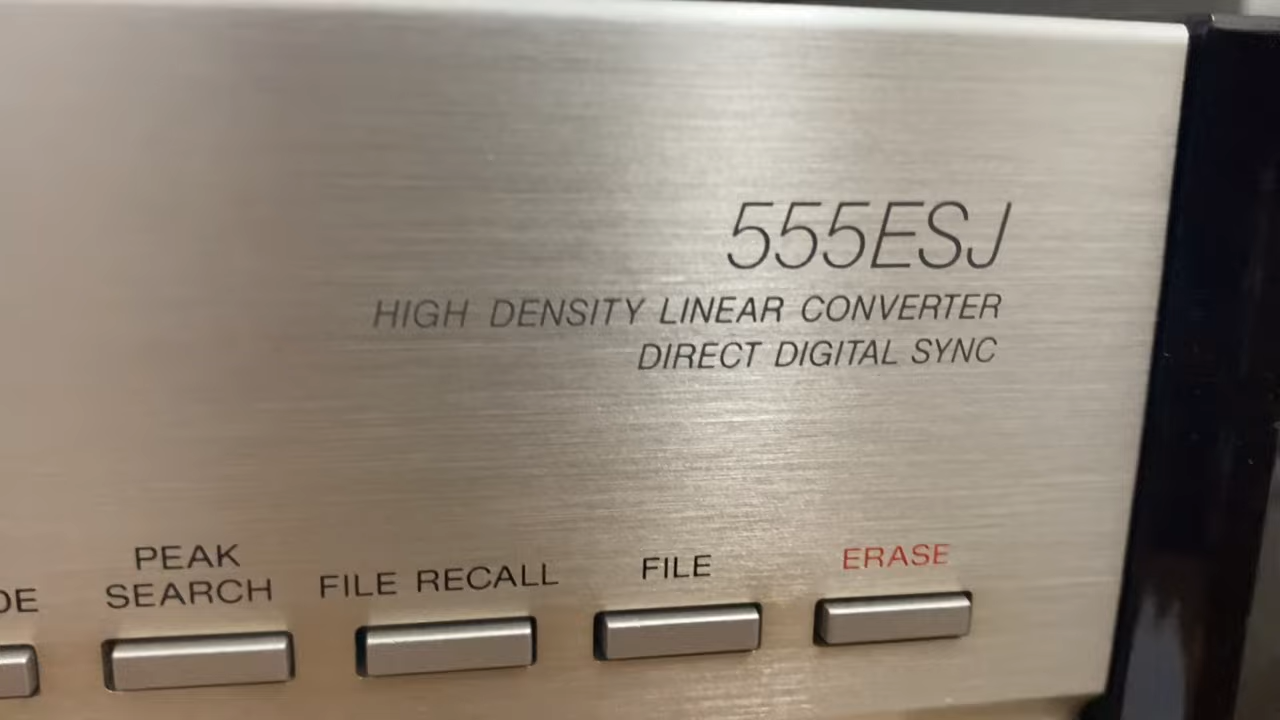 555ESJ
HIGH DENSITY LINEAR CONVERTER
DIRECT DIGITAL SYNC
PEAK
SEARCH
FILE RECALL
FILE
ERASE